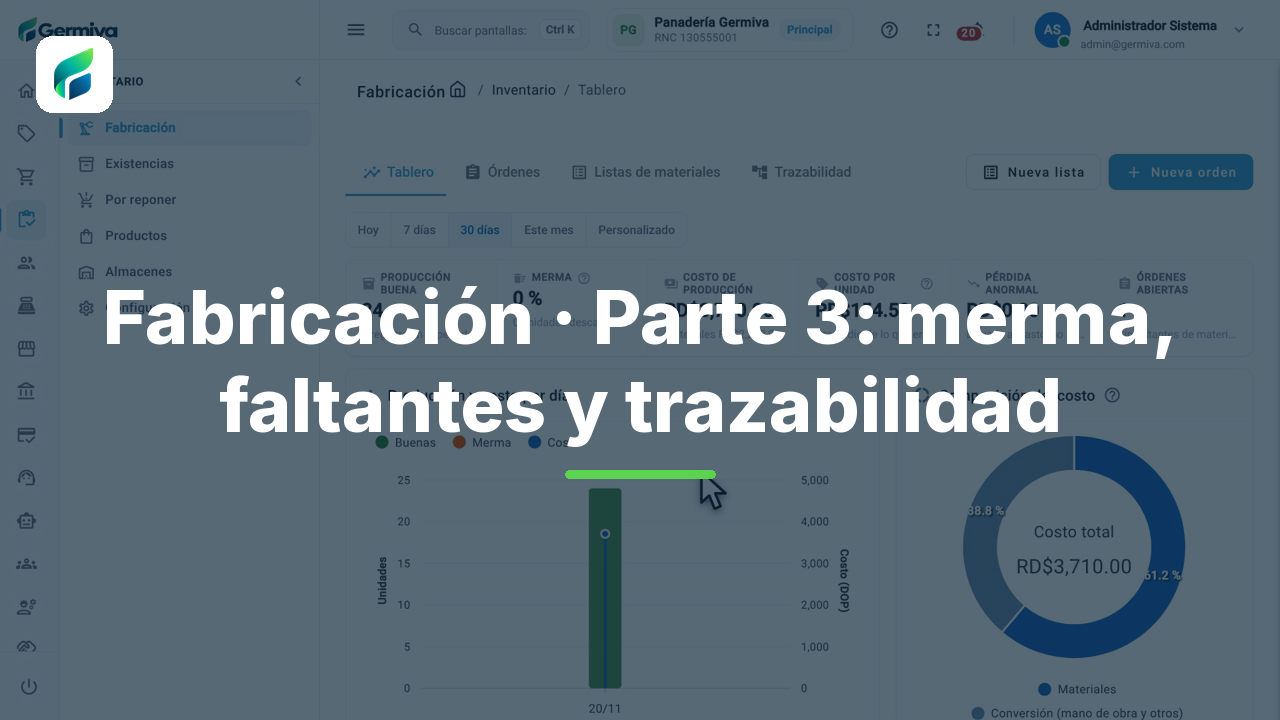 Germiva
Buscar pantallas:
Ctrl K
PG
Panadería Germiva
RNC 130555001
Principal
20
AS
Administrador Sistema
admin@germiva.com
Fabricación / Inventario / Tablero
Fabricación
Existencias
Por reponer
Productos
Almacenes
Tablero
Órdenes
Listas de materiales
Trazabilidad
Nueva lista
+ Nueva orden
Hoy
7 días
30 días
Este mes
Personalizado
PRODUCCIÓN BUENA
MERMA
0 %
COSTO DE PRODUCCIÓN
COSTO POR UNIDAD
PÉRDIDA ANORMAL
ÓRDENES ABIERTAS
Fabricación · Parte 3: merma,
faltantes y trazabilidad
Buenas
Merma
25
20
15
10
5
0
Unidades
5,000
4,000
3,000
2,000
1,000
0
Costo (DOP)
20/11
38.8 %
61.2 %
Costo total
RD$3,710.00
Materiales
Conversión (mano de obra y otros)